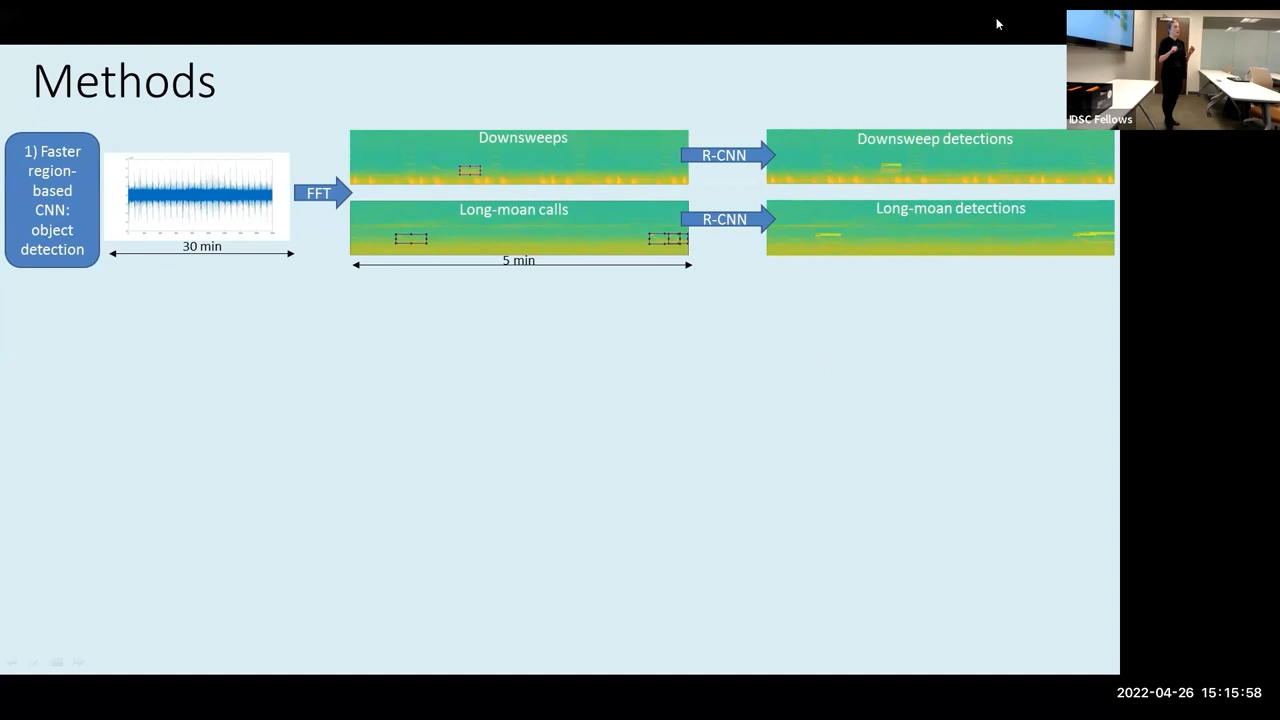 Methods
1) Faster
region-
based
CNN:
object
detection
30 min
FFT
Downsweeps
Long-moan calls
5 min
R-CNN
R-CNN
Downsweep detections
Long-moan detections
IDSC Fellows
2022-04-26 15:15:58